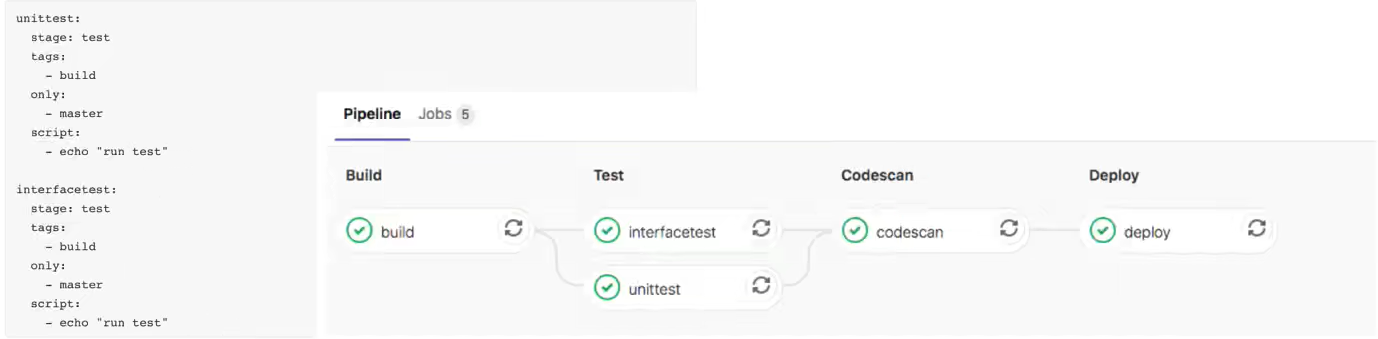 unittest:
  stage: test
  tags:
    - build
  only:
    - master
  script:
    - echo "run test"
interfacetest:
  stage: test
  tags:
    - build
  only:
    - master
  script:
    - echo "run test"
Pipeline Jobs 5
Build Test Codescan Deploy
build interfacetest codescan deploy
unittest